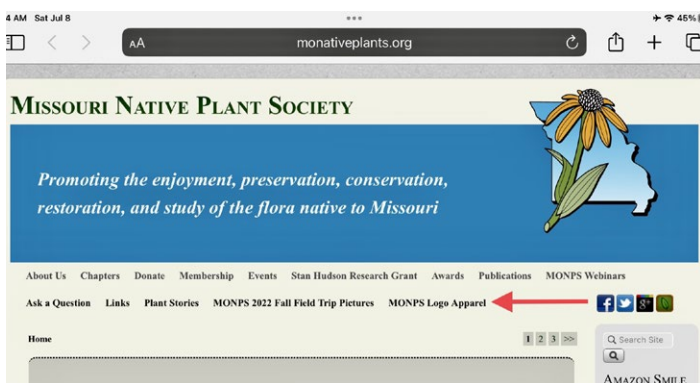 4 AM Sat Jul 8
45%
AA monativeplants.org
MISSOURI NATIVE PLANT SOCIETY
Promoting the enjoyment, preservation, conservation,
restoration, and study of the flora native to Missouri
About Us Chapters Donate Membership Events Stan Hudson Research Grant Awards Publications MONPS Webinars
Ask a Question Links Plant Stories MONPS 2022 Fall Field Trip Pictures MONPS Logo Apparel
f g+
Home 1 2 3 >>
Search Site
AMAZON SMILE